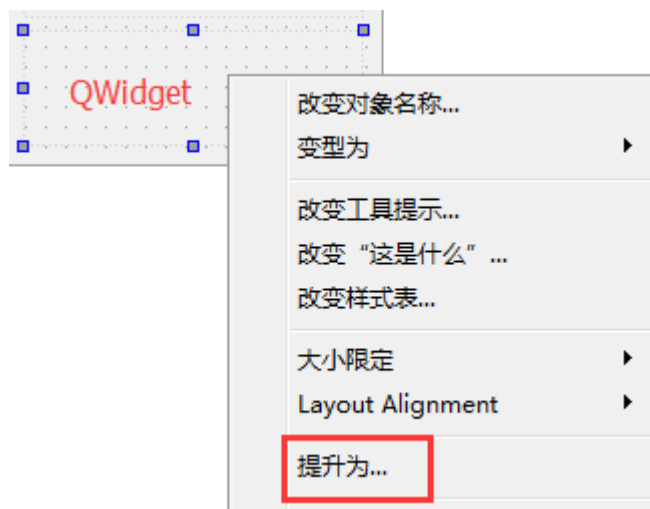 QWidget
改变对象名称...
变型为
改变工具提示...
改变“这是什么”...
改变样式表...
大小限定
Layout Alignment
提升为...